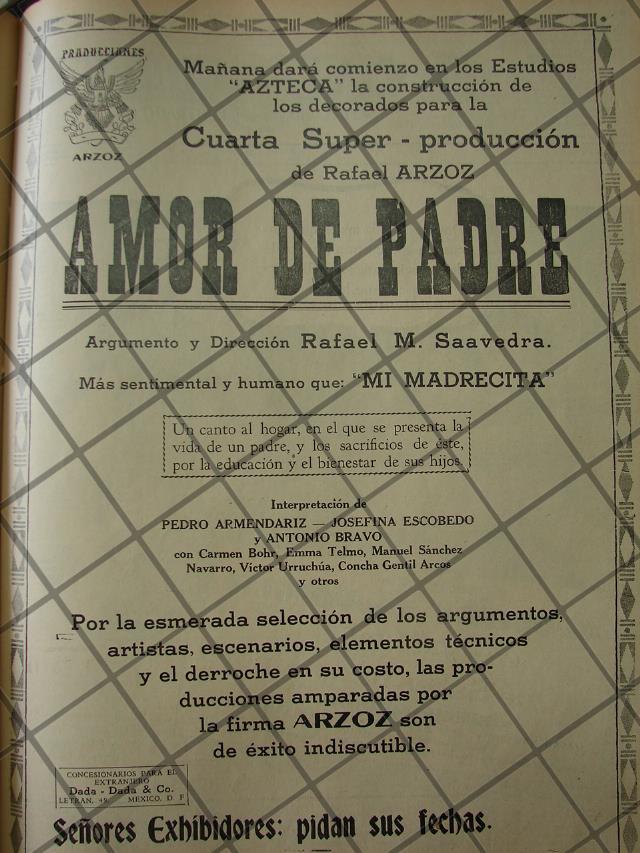 PRADUCCIANES
ARZOZ
Mañana dará comienzo en los Estudios
"AZTECA" la construcción de
los decorados para la
Cuarta Super - producción
de Rafael ARZOZ
AMOR DE PADRE
Argumento y Dirección Rafael M. Saavedra.
Más sentimental y humano que: "MI MADRECITA"
Un canto al hogar, en el que se presenta la
vida de un padre, y los sacrificios de éste,
por la educación y el bienestar de sus hijos.
Interpretación de
PEDRO ARMENDARIZ — JOSEFINA ESCOBEDO
y ANTONIO BRAVO
con Carmen Bohr, Emma Telmo, Manuel Sánchez
Navarro, Víctor Urruchúa, Concha Gentil Arcos
y otros
Por la esmerada selección de los argumentos,
artistas, escenarios, elementos técnicos
y el derroche en su costo, las pro-
ducciones amparadas por
la firma ARZOZ son
de éxito indiscutible.
CONCESIONARIOS PARA EL
EXTRANJERO
Dada - Dada & Co.
LETRAN, 49. MEXICO, D. F
Señores Exhibidores: pidan sus fechas.